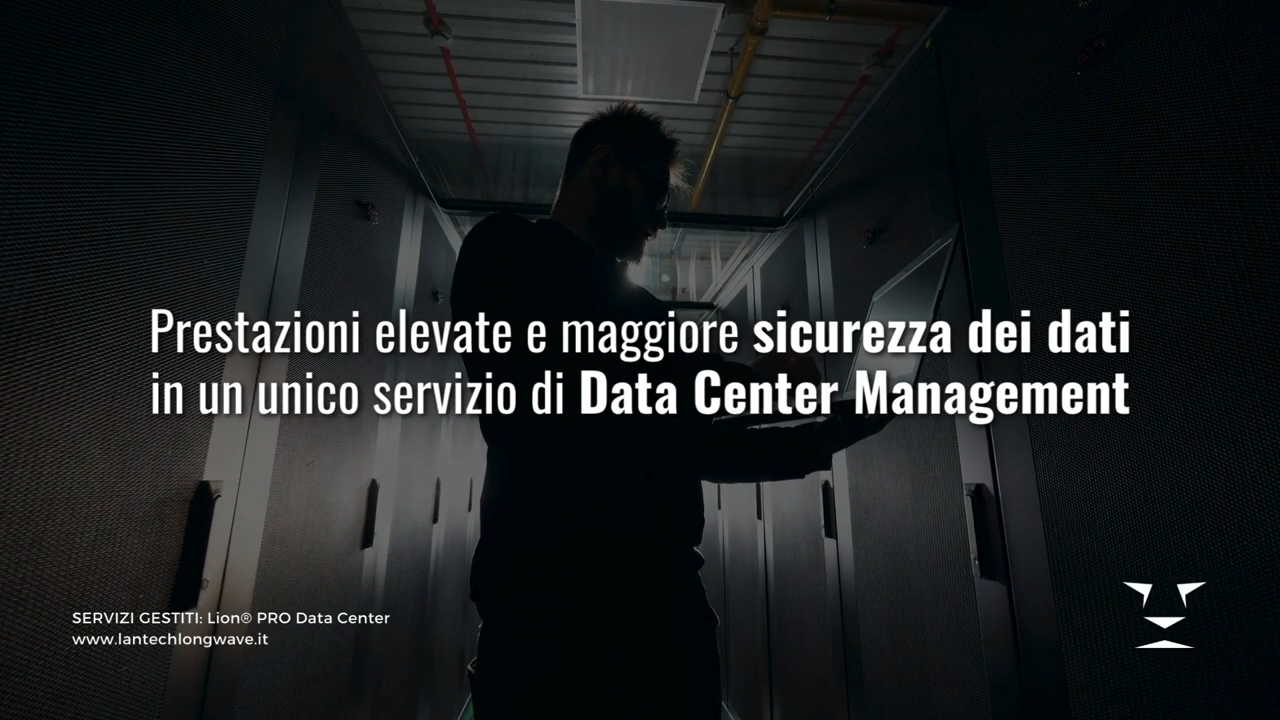 Prestazioni elevate e maggiore sicurezza dei dati
in un unico servizio di Data Center Management
SERVIZI GESTITI: Lion® PRO Data Center
www.lantechlongwave.it